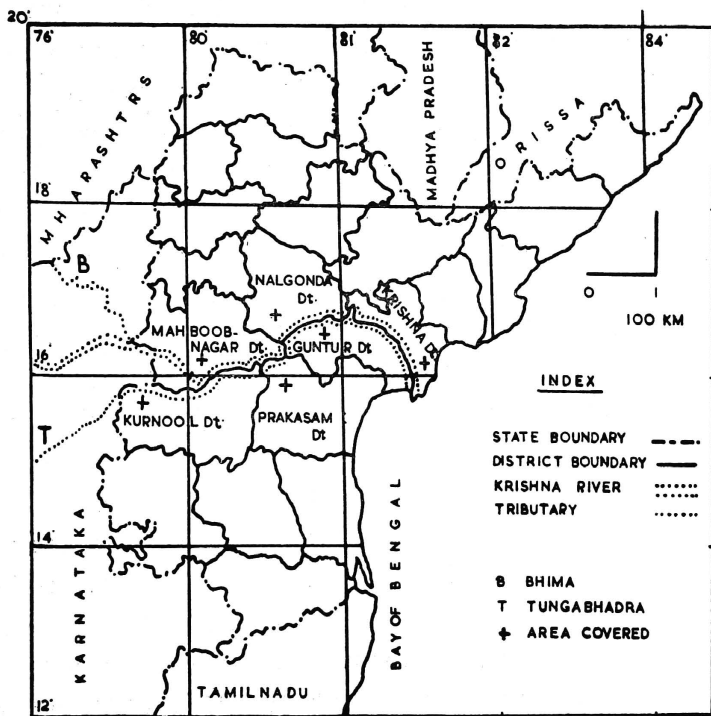 20°
76°
80°
81°
82°
84°
MHARASHTRS
MADHYA PRADESH
ORISSA
18°
B
NALGONDA
Dt.
KRISHNA Dt.
0 1
100 KM
MAHBOOB-
NAGAR Dt.
GUNTUR Dt.
16°
INDEX
KURNOOL Dt.
PRAKASAM
Dt
T
STATE BOUNDARY
DISTRICT BOUNDARY
KRISHNA RIVER
TRIBUTARY
14°
KARNATAKA
BAY OF BENGAL
B BHIMA
T TUNGABHADRA
+ AREA COVERED
TAMILNADU
12°